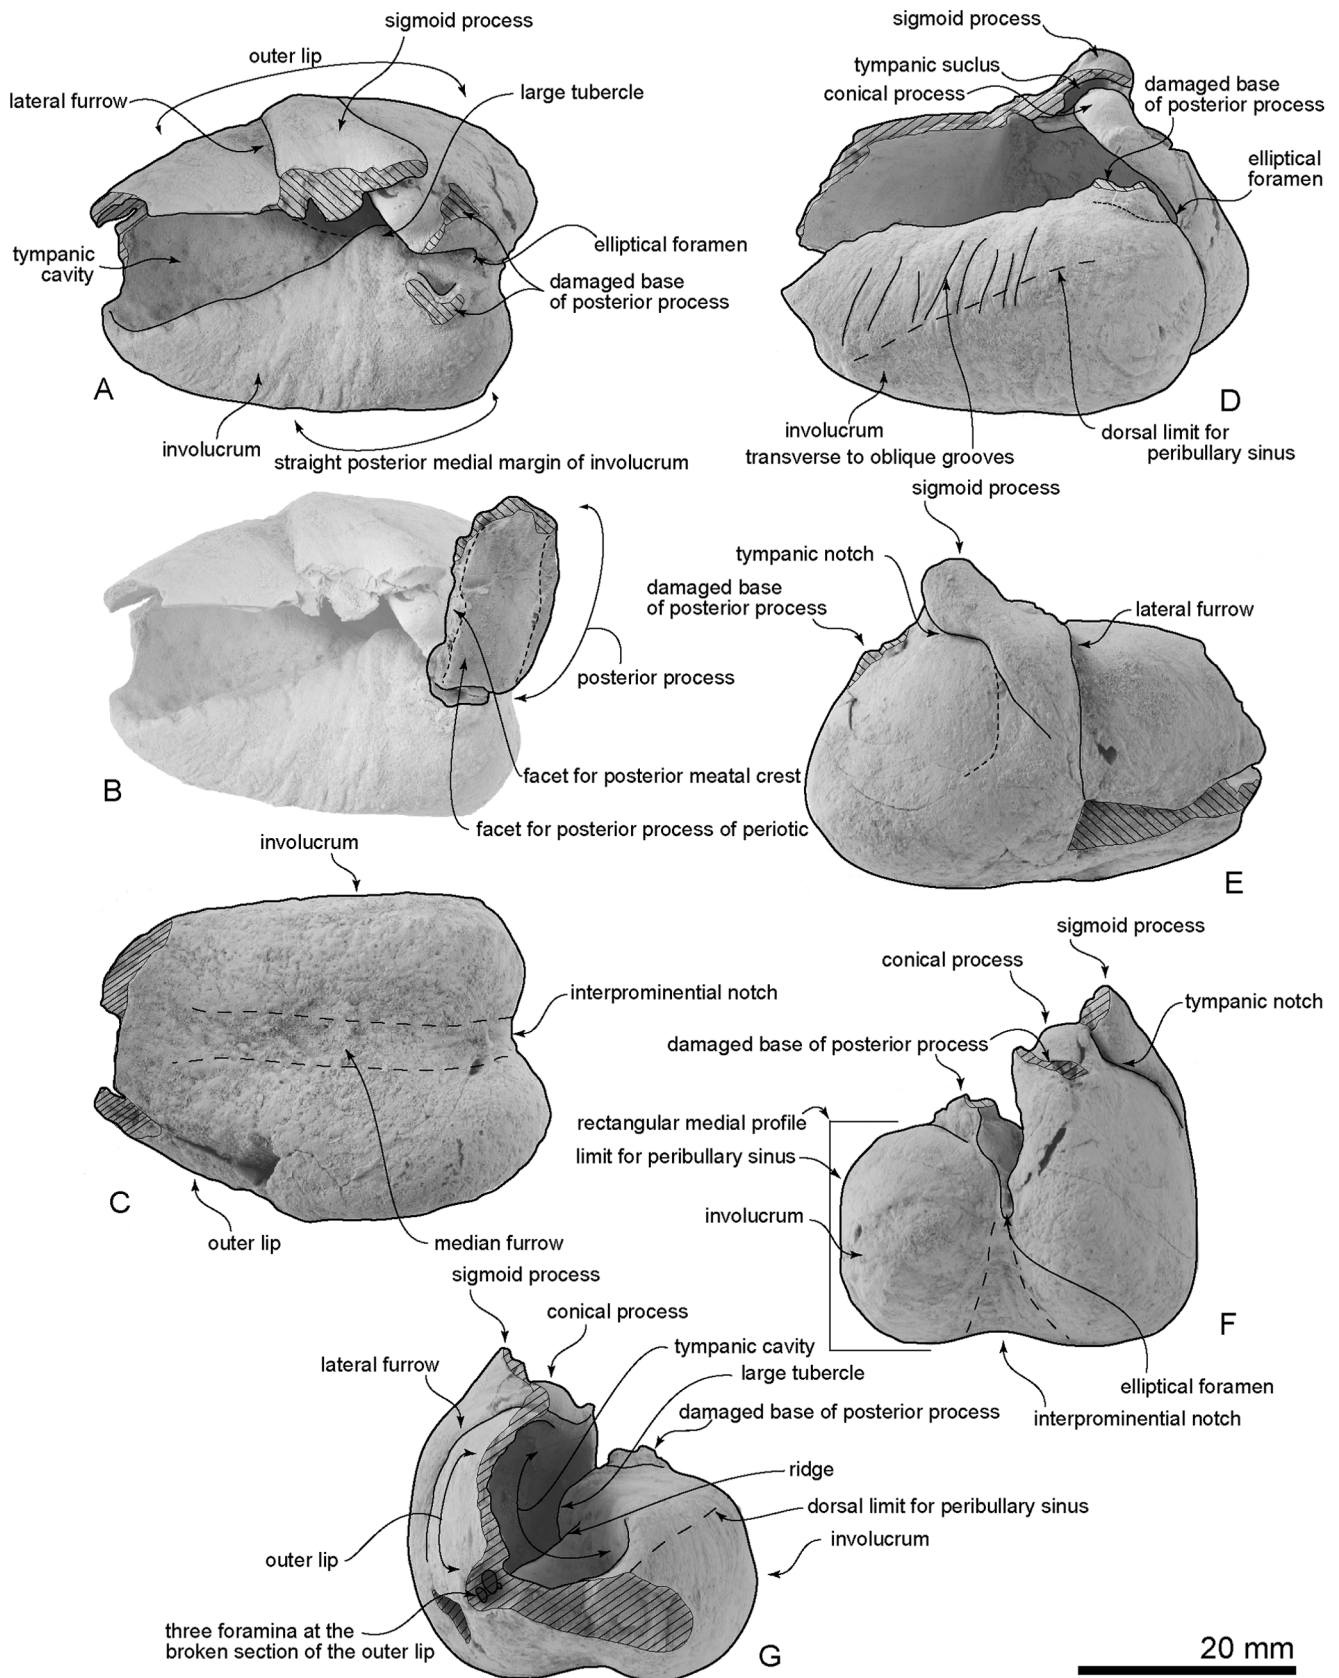 sigmoid process
outer lip
lateral furrow
large tubercle
tympanic
cavity
elliptical foramen
damaged base
of posterior process
A
involucrum
straight posterior medial margin of involucrum
sigmoid process
tympanic suclus
conical process
damaged base
of posterior process
elliptical
foramen
D
involucrum
dorsal limit for
peribullary sinus
transverse to oblique grooves
posterior process
B
facet for posterior meatal crest
facet for posterior process of periotic
sigmoid process
tympanic notch
damaged base
of posterior process
lateral furrow
E
involucrum
interprominential notch
C
outer lip
median furrow
sigmoid process
conical process
tympanic notch
damaged base of posterior process
rectangular medial profile
limit for peribullary sinus
involucrum
F
elliptical foramen
interprominential notch
sigmoid process
conical process
lateral furrow
tympanic cavity
large tubercle
damaged base of posterior process
ridge
dorsal limit for peribullary sinus
involucrum
outer lip
three foramina at the
broken section of the outer lip
G
20 mm